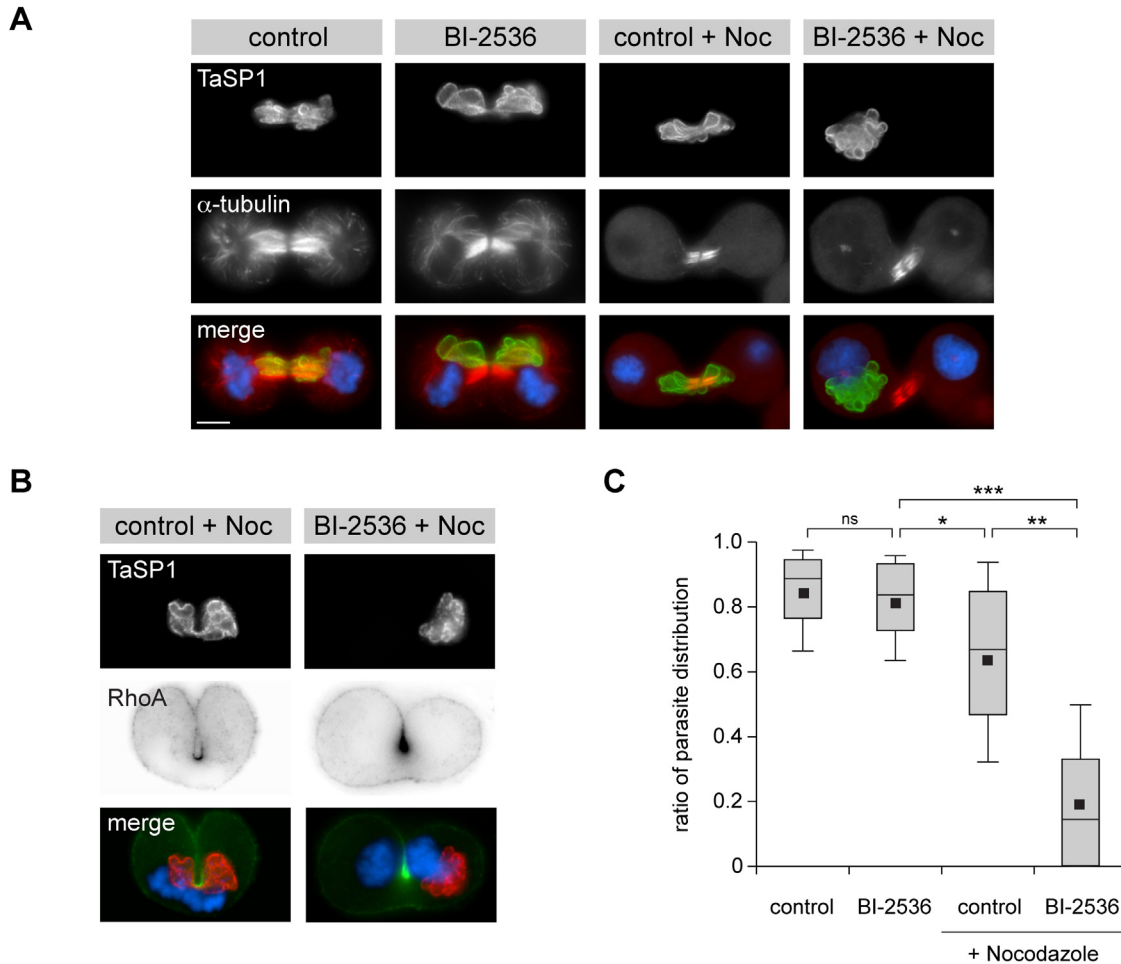 A
control BI-2536 control + Noc BI-2536 + Noc
TaSP1
α-tubulin
merge
B
control + Noc BI-2536 + Noc
TaSP1
RhoA
merge
C
***
ns * **
ratio of parasite distribution
1.0
0.8
0.6
0.4
0.2
0
control BI-2536 control BI-2536
+ Nocodazole